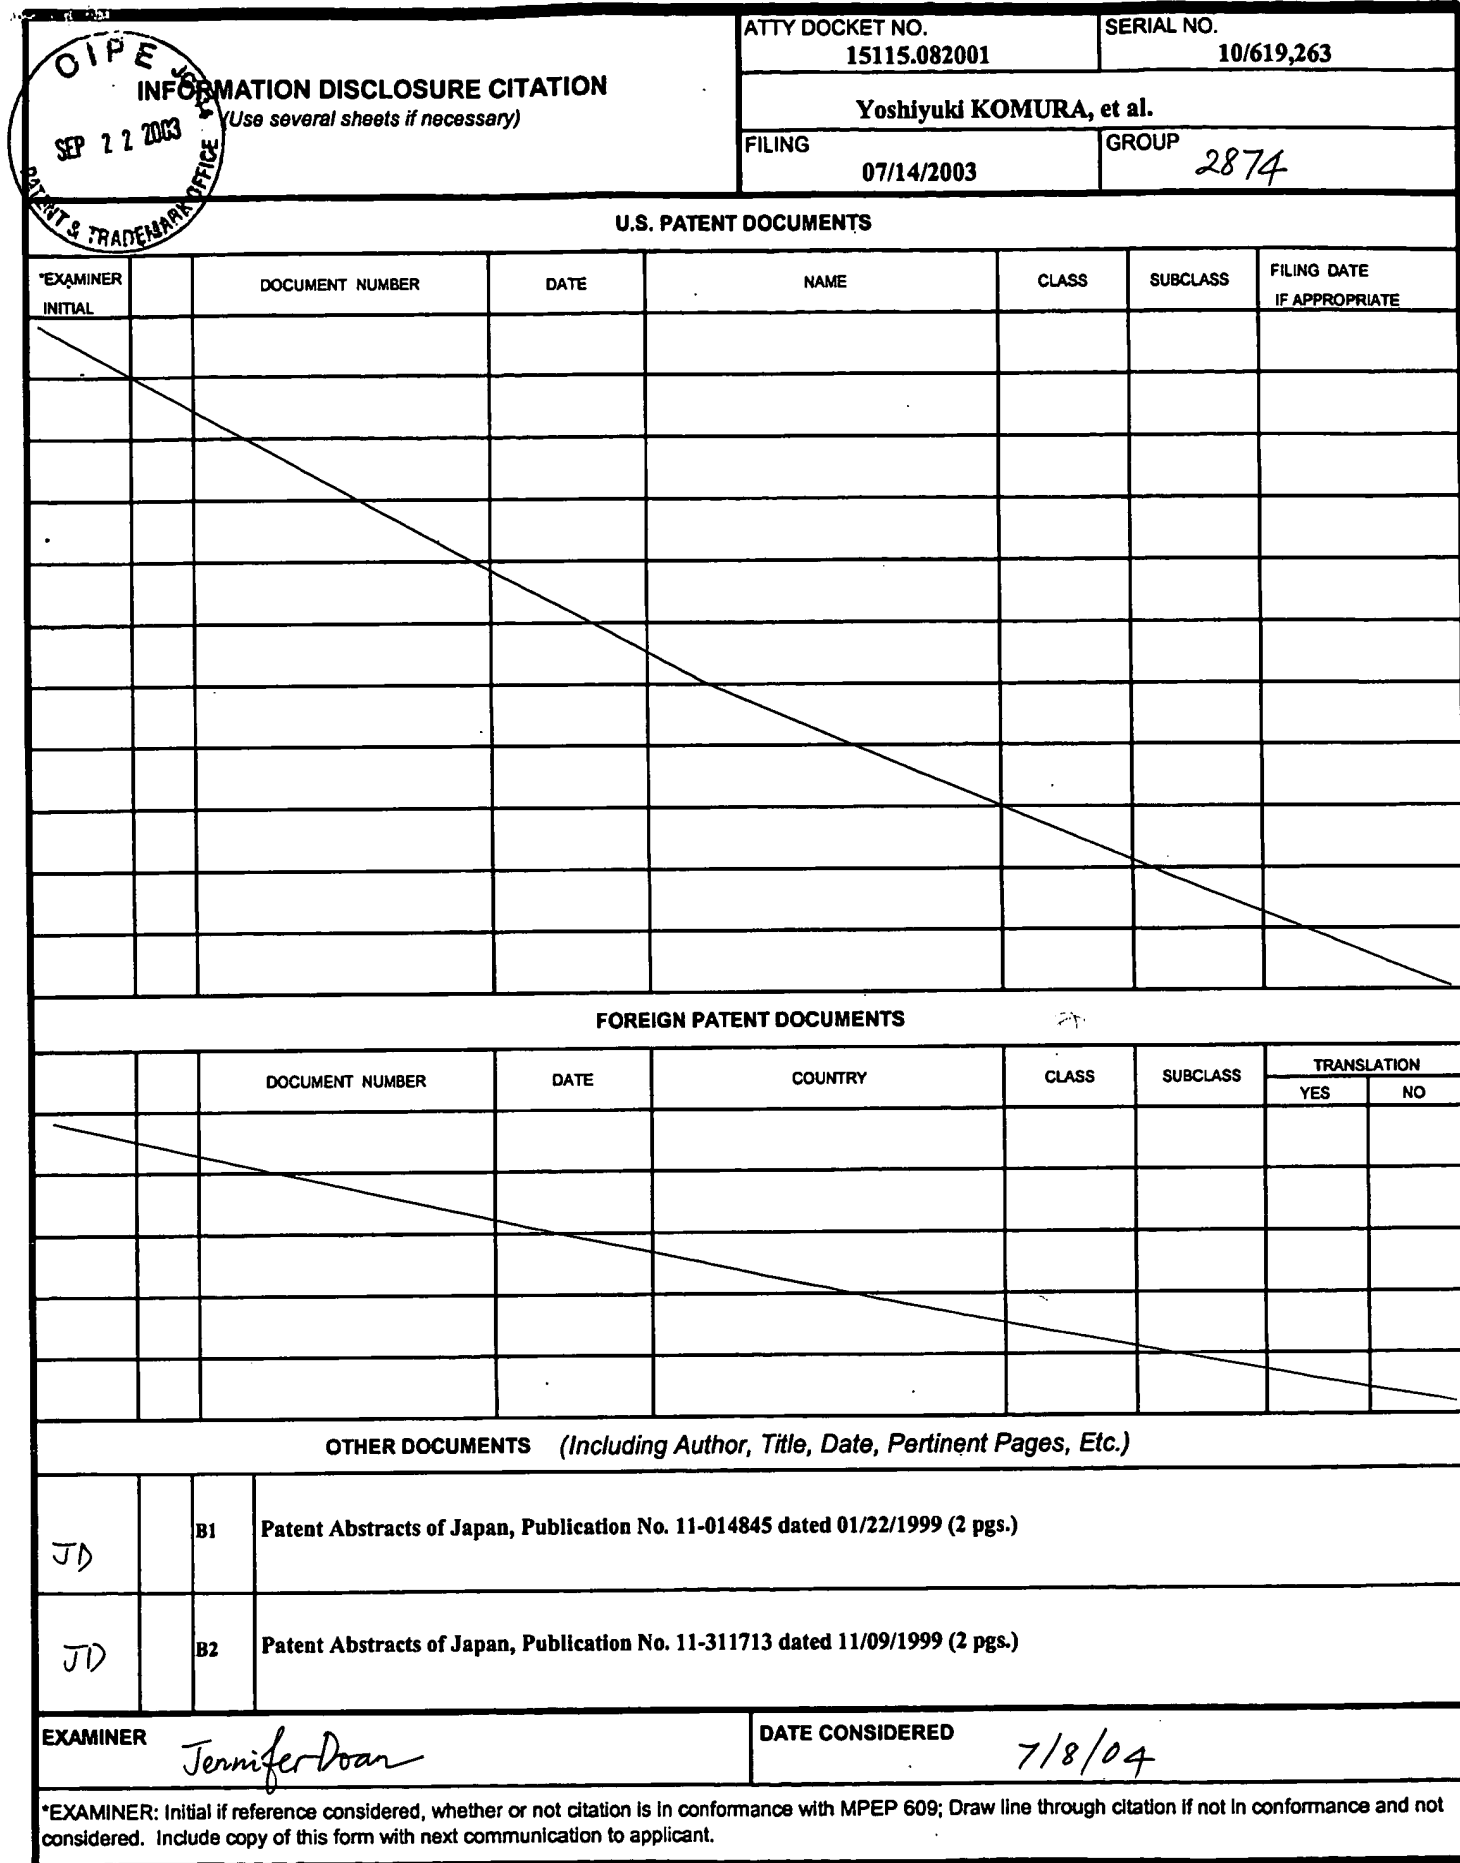 OIPE
SEP 22 2003
PATENT & TRADEMARK OFFICE
INFORMATION DISCLOSURE CITATION
(Use several sheets if necessary)
ATTY DOCKET NO.
15115.082001
SERIAL NO.
10/619,263
Yoshiyuki KOMURA, et al.
FILING
07/14/2003
GROUP
2874
U.S. PATENT DOCUMENTS
*EXAMINER
INITIAL
DOCUMENT NUMBER
DATE
NAME
CLASS
SUBCLASS
FILING DATE
IF APPROPRIATE
FOREIGN PATENT DOCUMENTS
DOCUMENT NUMBER
DATE
COUNTRY
CLASS
SUBCLASS
TRANSLATION
YES
NO
OTHER DOCUMENTS (Including Author, Title, Date, Pertinent Pages, Etc.)
JD
B1
Patent Abstracts of Japan, Publication No. 11-014845 dated 01/22/1999 (2 pgs.)
JD
B2
Patent Abstracts of Japan, Publication No. 11-311713 dated 11/09/1999 (2 pgs.)
EXAMINER
Jennifer Doan
DATE CONSIDERED
7/8/04
*EXAMINER: Initial if reference considered, whether or not citation is in conformance with MPEP 609; Draw line through citation if not in conformance and not
considered. Include copy of this form with next communication to applicant.